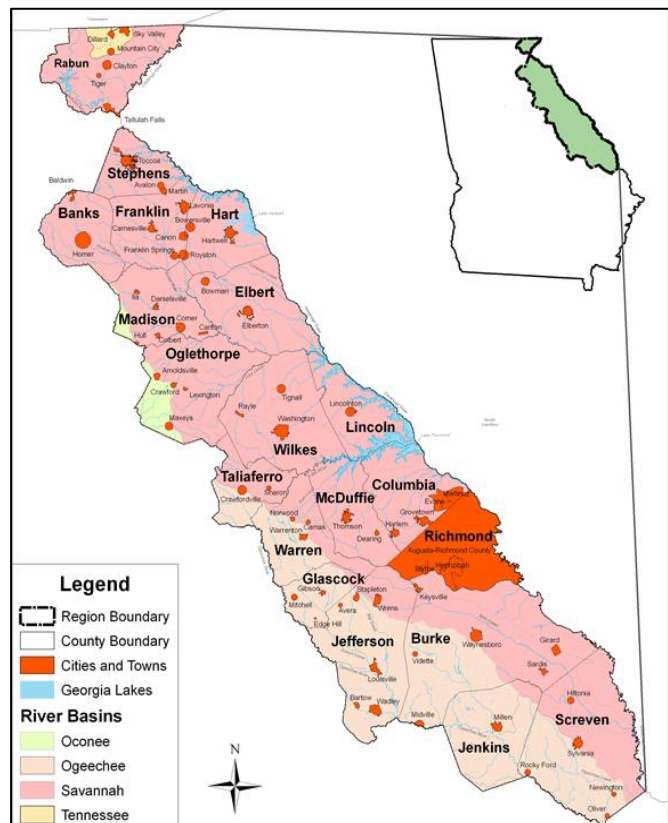 Tennessee
Dillard
Sky Valley
Mountain City
Rabun
Clayton
Tiger
Tallulah Falls
Toccoa
Stephens
Avalon
Martin
Baldwin
Banks
Franklin
Hart
Lavonia
Bowersville
Carnesville
Canon
Hartwell
Homer
Franklin Springs
Royston
Bowman
Elbert
Ila
Danielsville
Elberton
Madison
Comer
Carlton
Hull
Colbert
Oglethorpe
Arnoldsville
Crawford
Lexington
Maxeys
Tignall
Rayle
Washington
Lincolnton
Lincoln
Wilkes
Taliaferro
Crawfordville
Sharon
Columbia
McDuffie
Martinez
Evans
Grovetown
Norwood
Camak
Thomson
Harlem
Dearing
Richmond
Augusta-Richmond County
Warrenton
Warren
Blythe
Hephzibah
Glascock
Gibson
Stapleton
Keysville
Mitchell
Avera
Wrens
Edge Hill
Jefferson
Burke
Waynesboro
Girard
Vidette
Sardis
Louisville
Bartow
Wadley
Midville
Millen
Hiltonia
Screven
Jenkins
Sylvania
Rocky Ford
Newington
Oliver
Legend
Region Boundary
County Boundary
Cities and Towns
Georgia Lakes
River Basins
Oconee
Ogeechee
Savannah
Tennessee
N